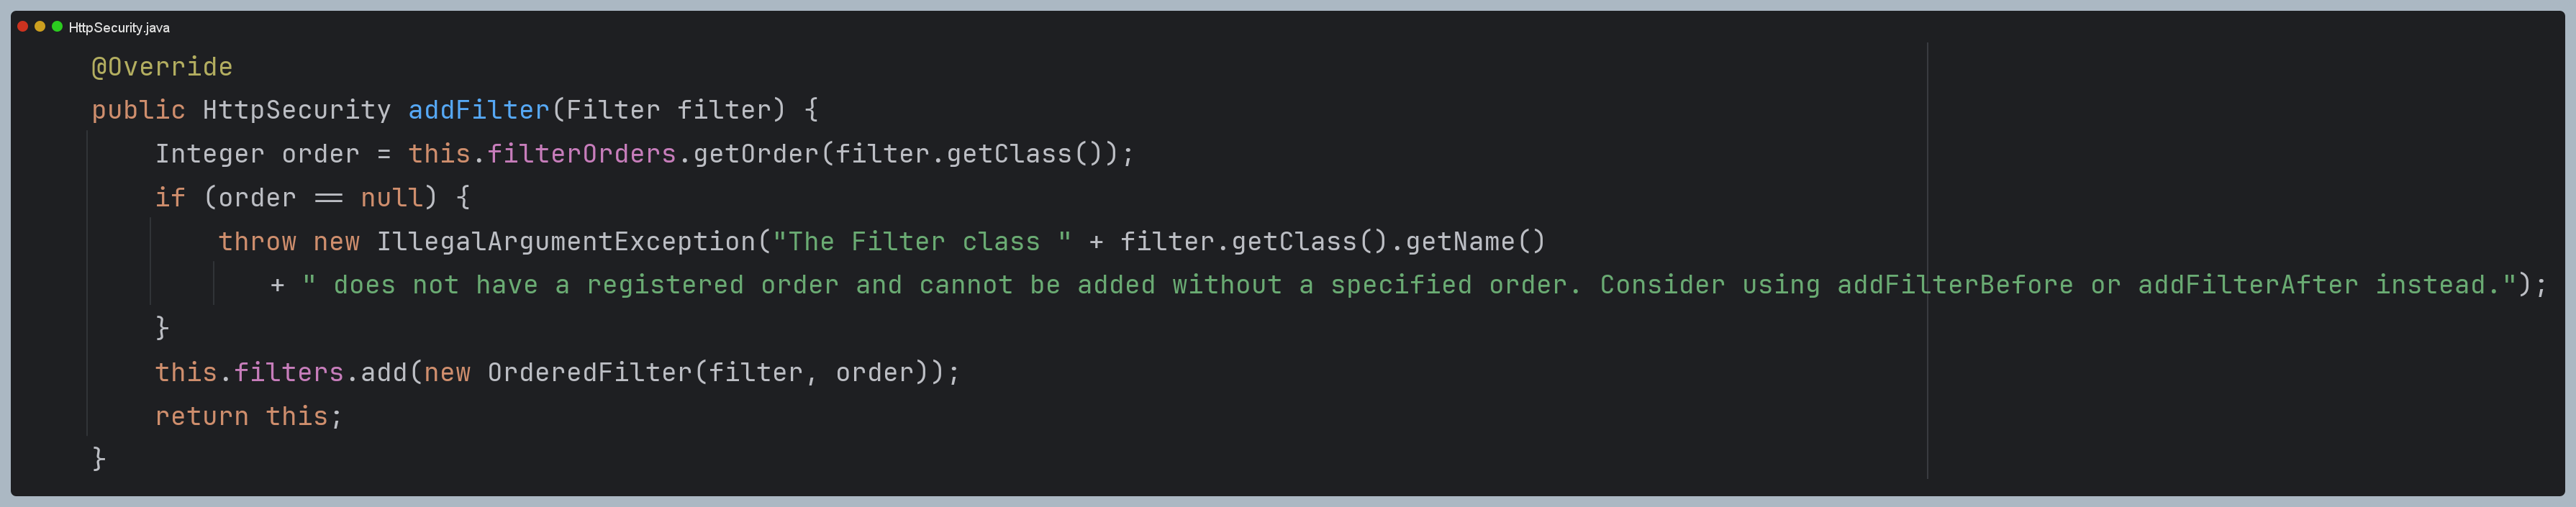 HttpSecurity.java
@Override
public HttpSecurity addFilter(Filter filter) {
    Integer order = this.filterOrders.getOrder(filter.getClass());
    if (order == null) {
        throw new IllegalArgumentException("The Filter class " + filter.getClass().getName()
            + " does not have a registered order and cannot be added without a specified order. Consider using addFilterBefore or addFilterAfter instead.");
    }
    this.filters.add(new OrderedFilter(filter, order));
    return this;
}